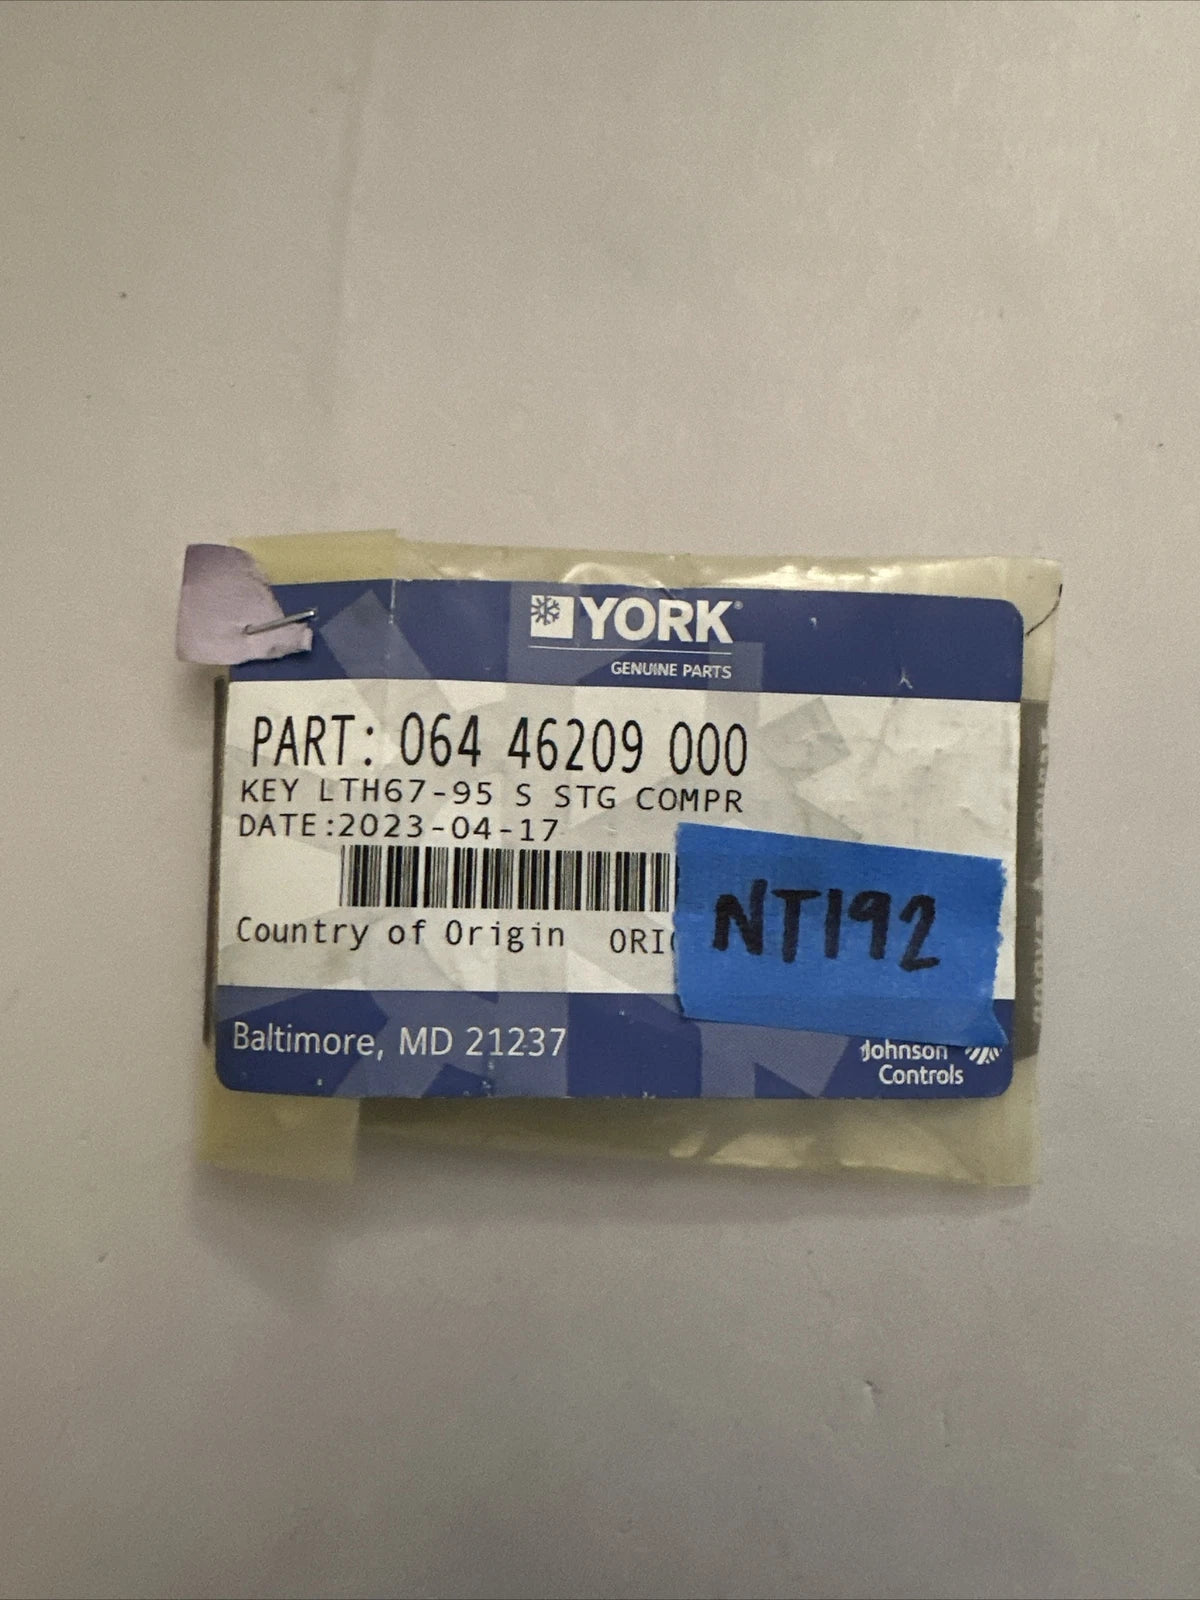 YORK®
GENUINE PARTS
PART: 064 46209 000
KEY LTH67-95 S STG COMPR
DATE:2023-04-17
NT192
Country of Origin ORI
Baltimore, MD 21237
Johnson
Controls